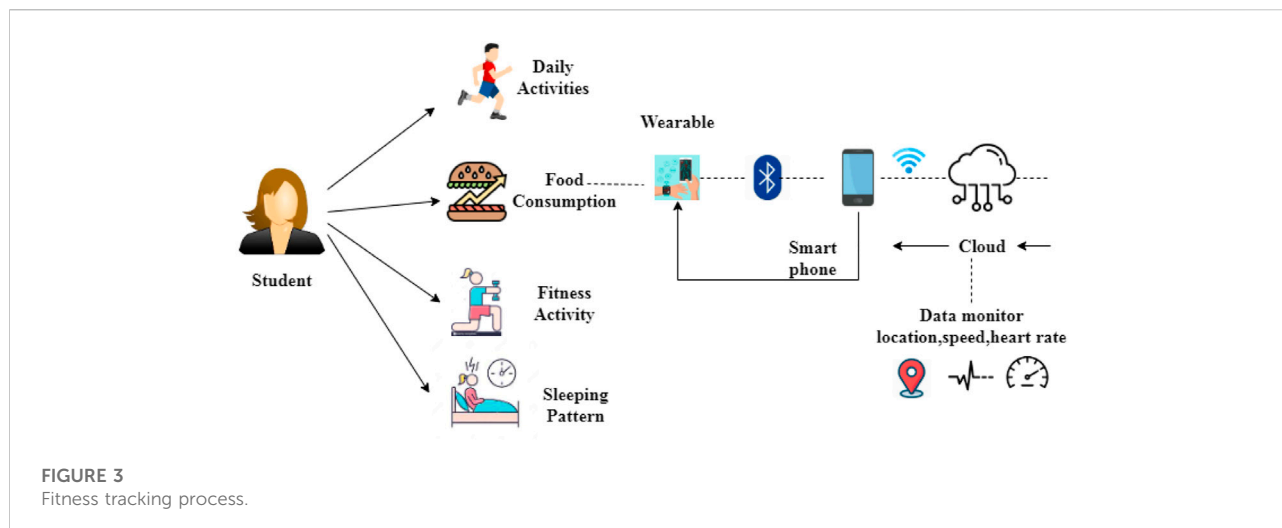 Daily
Activities
Wearable
Food
Consumption
Student
Smart
phone
Cloud
Fitness
Activity
Data monitor
location,speed,heart rate
Sleeping
Pattern
FIGURE 3
Fitness tracking process.